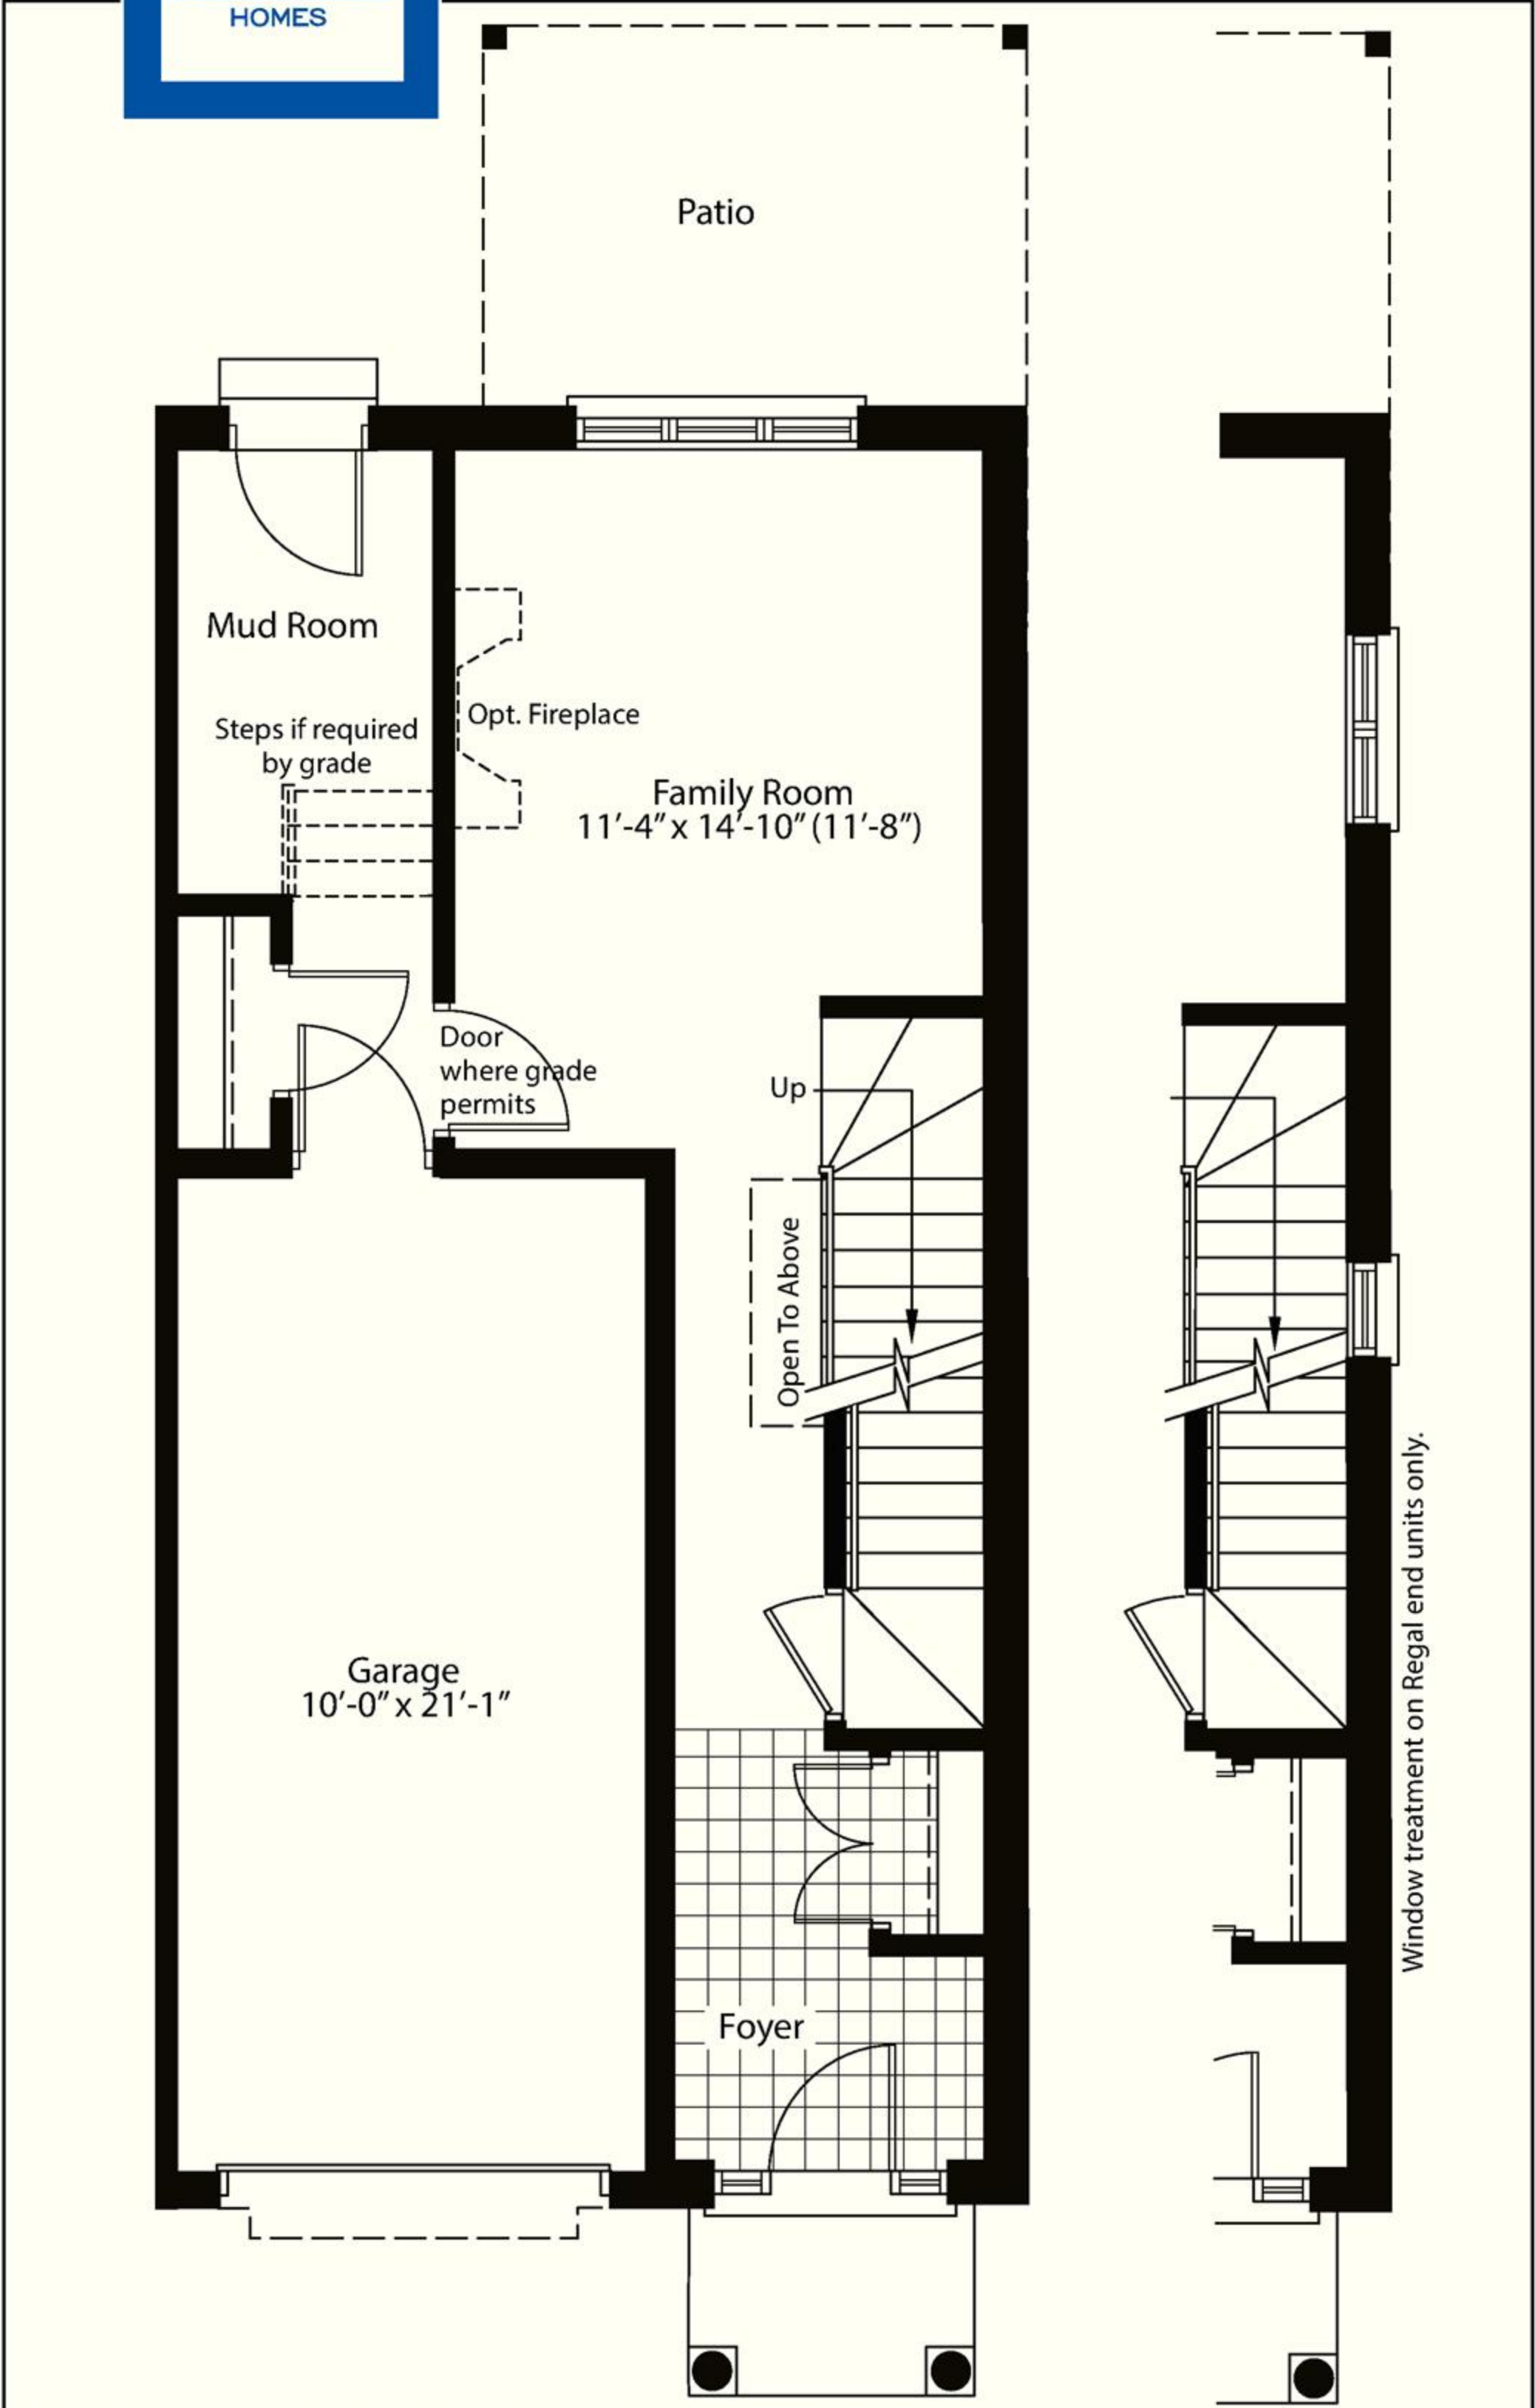 HOMES
Patio
Mud Room
Steps if required
by grade
Opt. Fireplace
Family Room
11′-4″ x 14′-10″ (11′-8″)
Door
where grade
permits
Up
Open To Above
Garage
10′-0″ x 21′-1″
Foyer
Window treatment on Regal end units only.